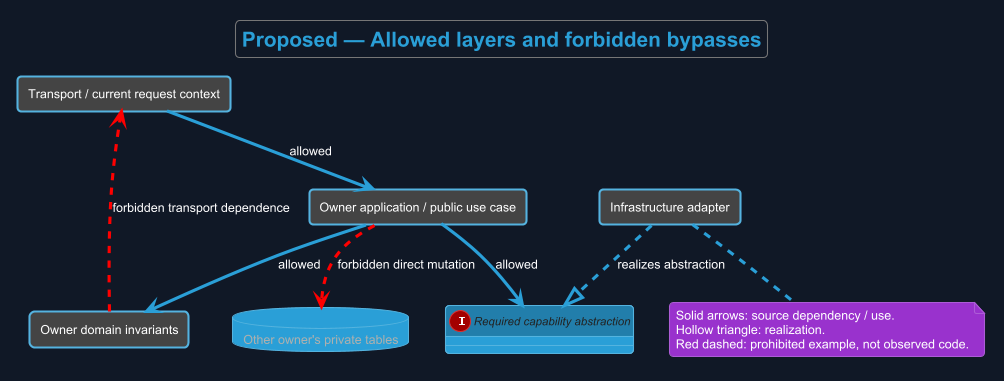 Proposed — Allowed layers and forbidden bypasses
Transport / current request context
allowed
Owner application / public use case
Infrastructure adapter
forbidden transport dependence
allowed
forbidden direct mutation
allowed
realizes abstraction
Owner domain invariants
Other owner's private tables
I Required capability abstraction
Solid arrows: source dependency / use.
Hollow triangle: realization.
Red dashed: prohibited example, not observed code.